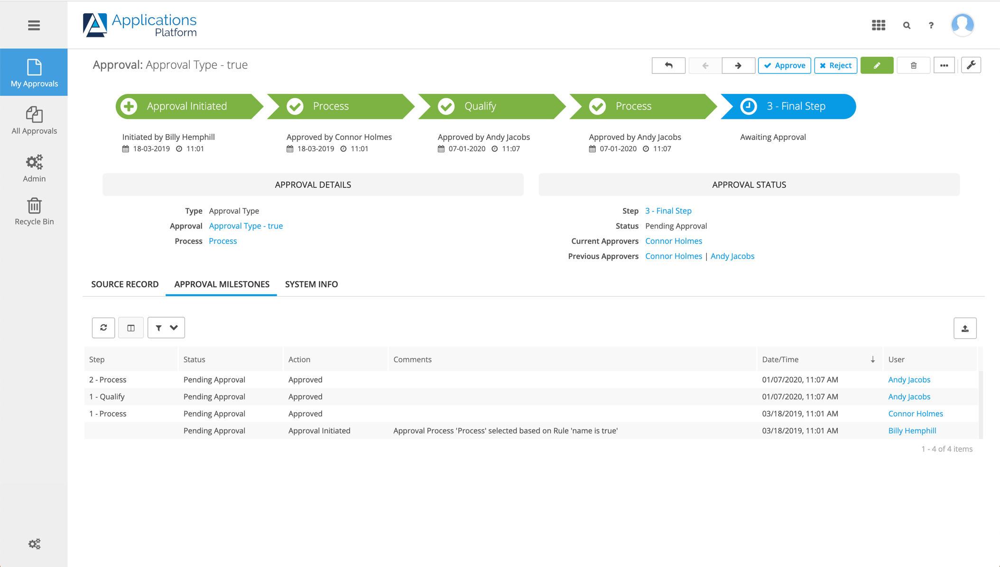 Applications
Platform
?
My Approvals
All Approvals
Admin
Recycle Bin
Approval: Approval Type - true
Approve
Reject
Approval Initiated
Process
Qualify
Process
3 - Final Step
Initiated by Billy Hemphill
18-03-2019 11:01
Approved by Connor Holmes
18-03-2019 11:01
Approved by Andy Jacobs
07-01-2020 11:07
Approved by Andy Jacobs
07-01-2020 11:07
Awaiting Approval
APPROVAL DETAILS
Type Approval Type
Approval Approval Type - true
Process Process
APPROVAL STATUS
Step 3 - Final Step
Status Pending Approval
Current Approvers Connor Holmes
Previous Approvers Connor Holmes | Andy Jacobs
SOURCE RECORD APPROVAL MILESTONES SYSTEM INFO
Step Status Action Comments Date/Time User
2 - Process Pending Approval Approved 01/07/2020, 11:07 AM Andy Jacobs
1 - Qualify Pending Approval Approved 01/07/2020, 11:07 AM Andy Jacobs
1 - Process Pending Approval Approved 03/18/2019, 11:01 AM Connor Holmes
Pending Approval Approval Initiated Approval Process 'Process' selected based on Rule 'name is true' 03/18/2019, 11:01 AM Billy Hemphill
1 - 4 of 4 items